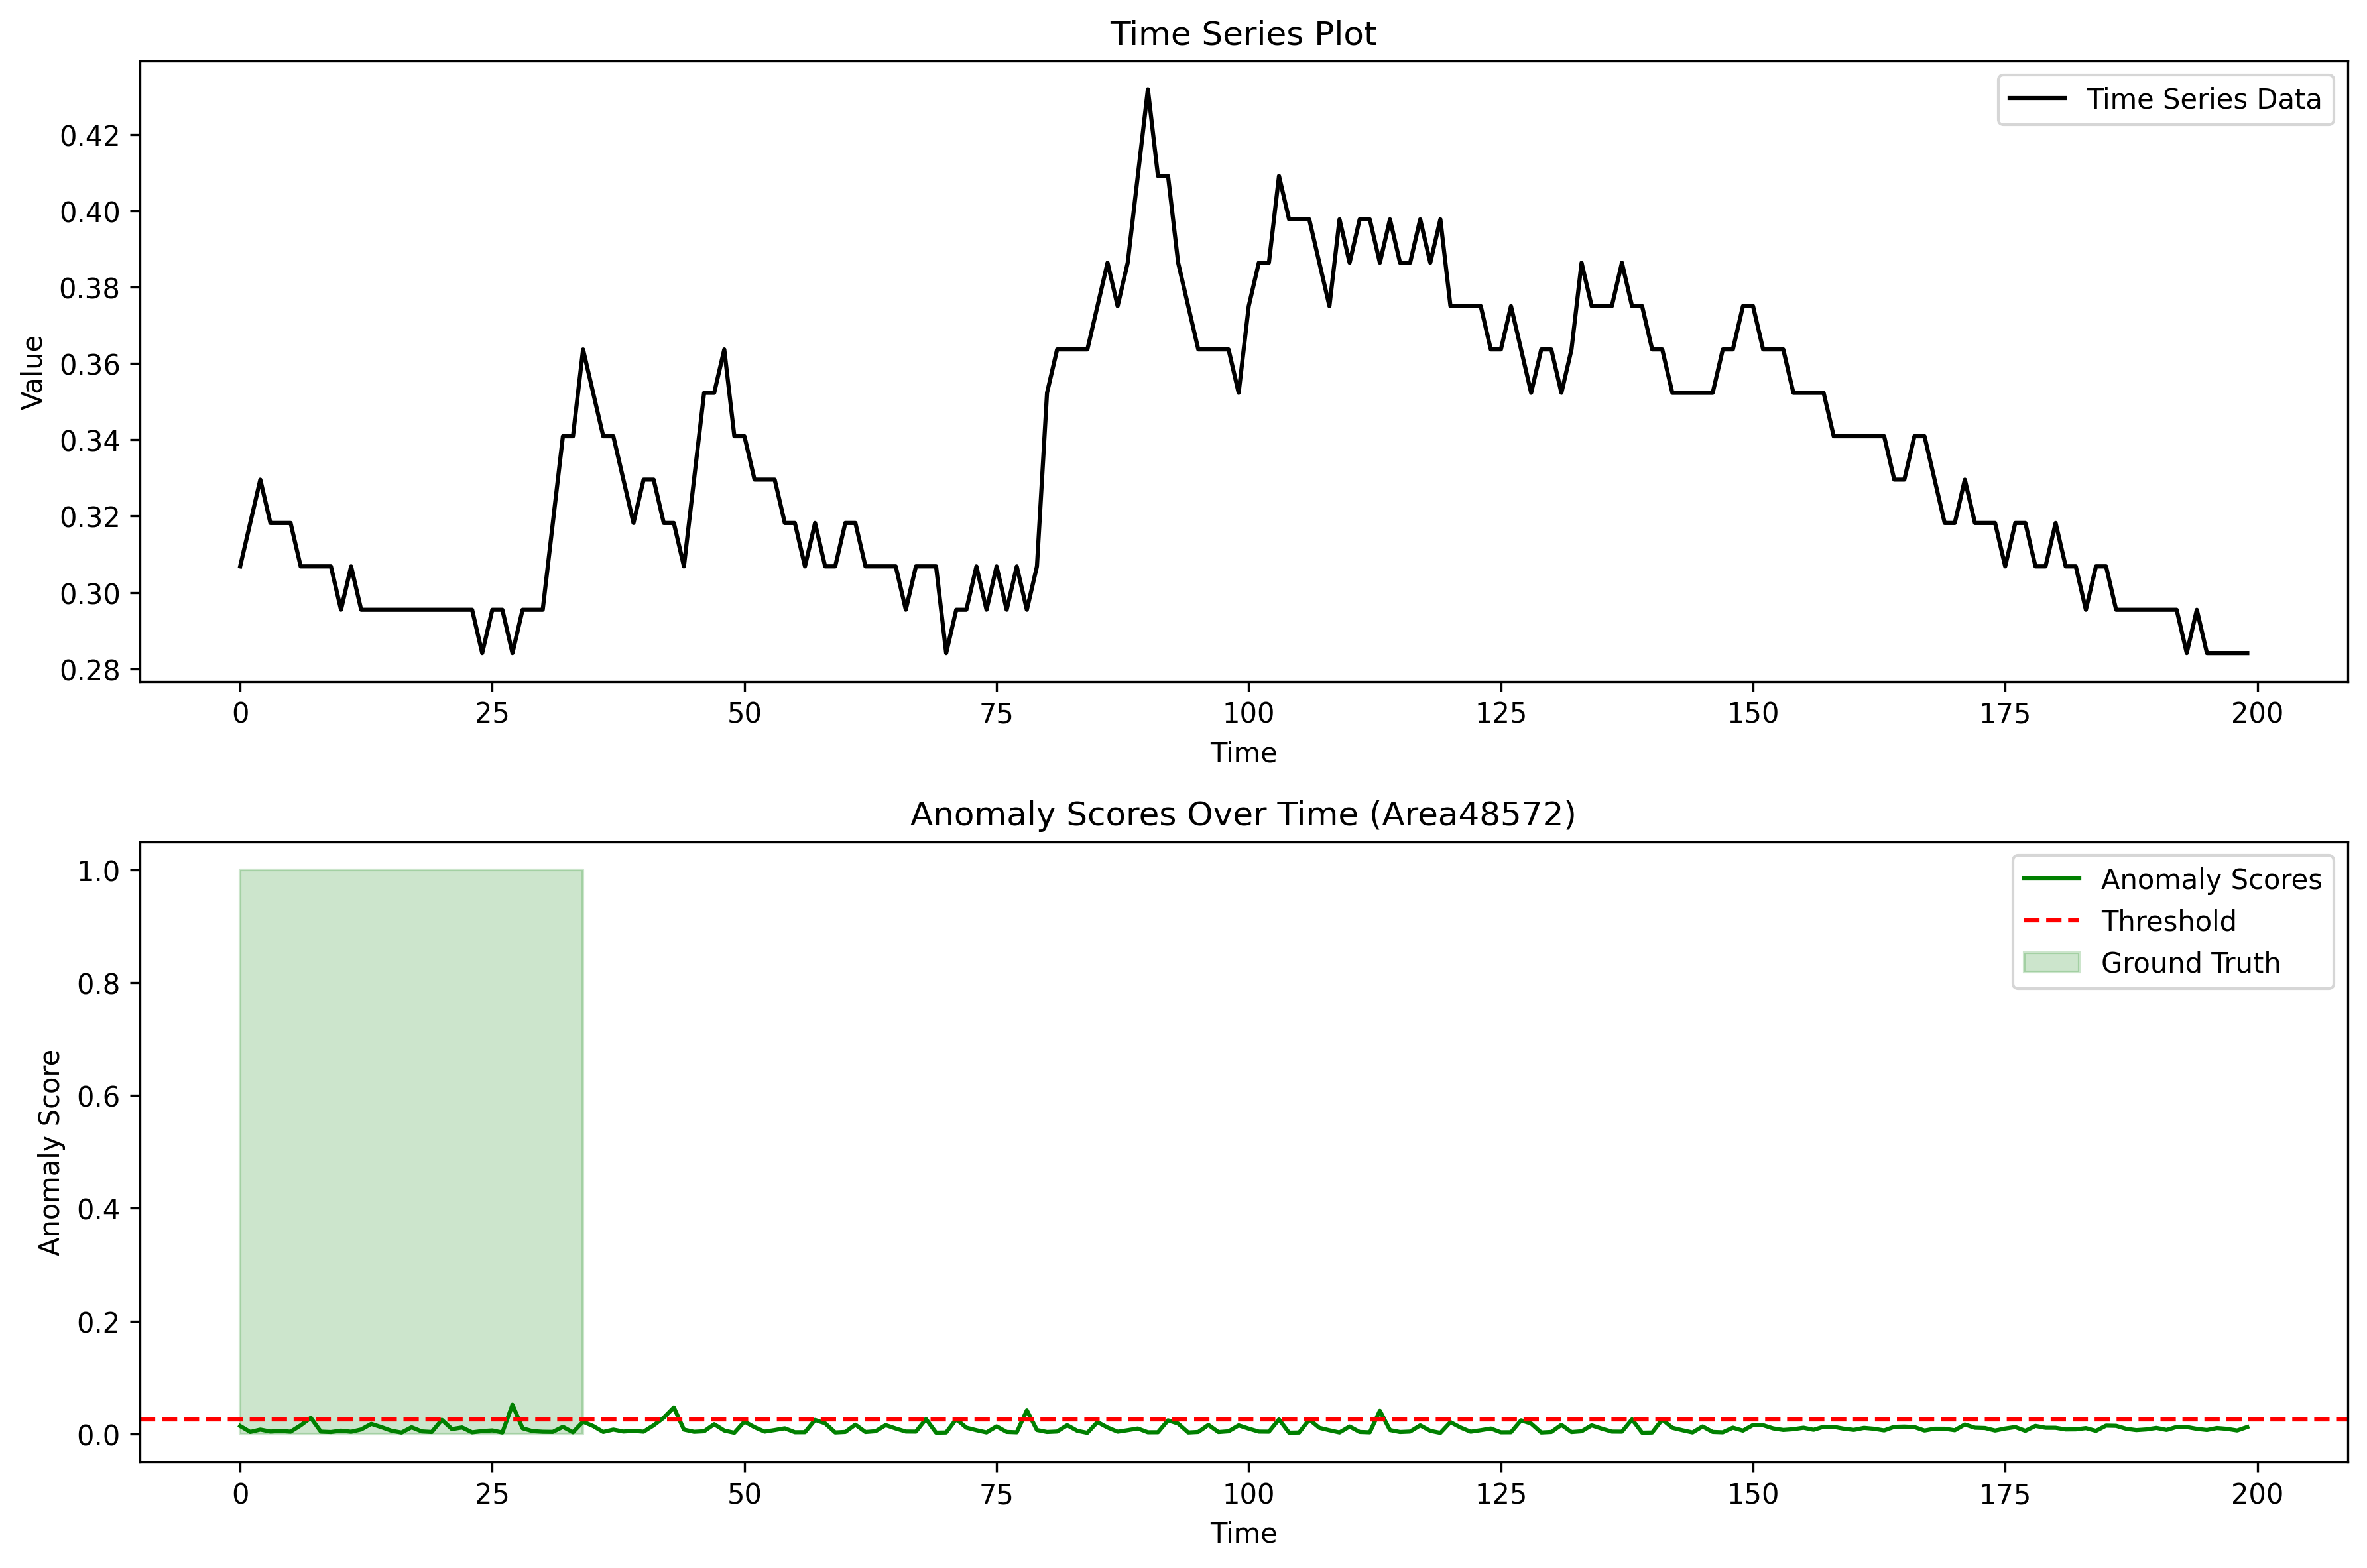 Time Series Plot
Time Series Data
Value
0.42
0.40
0.38
0.36
0.34
0.32
0.30
0.28
0 25 50 75 100 125 150 175 200
Time
Anomaly Scores Over Time (Area48572)
Anomaly Scores
Threshold
Ground Truth
Anomaly Score
1.0
0.8
0.6
0.4
0.2
0.0
0 25 50 75 100 125 150 175 200
Time